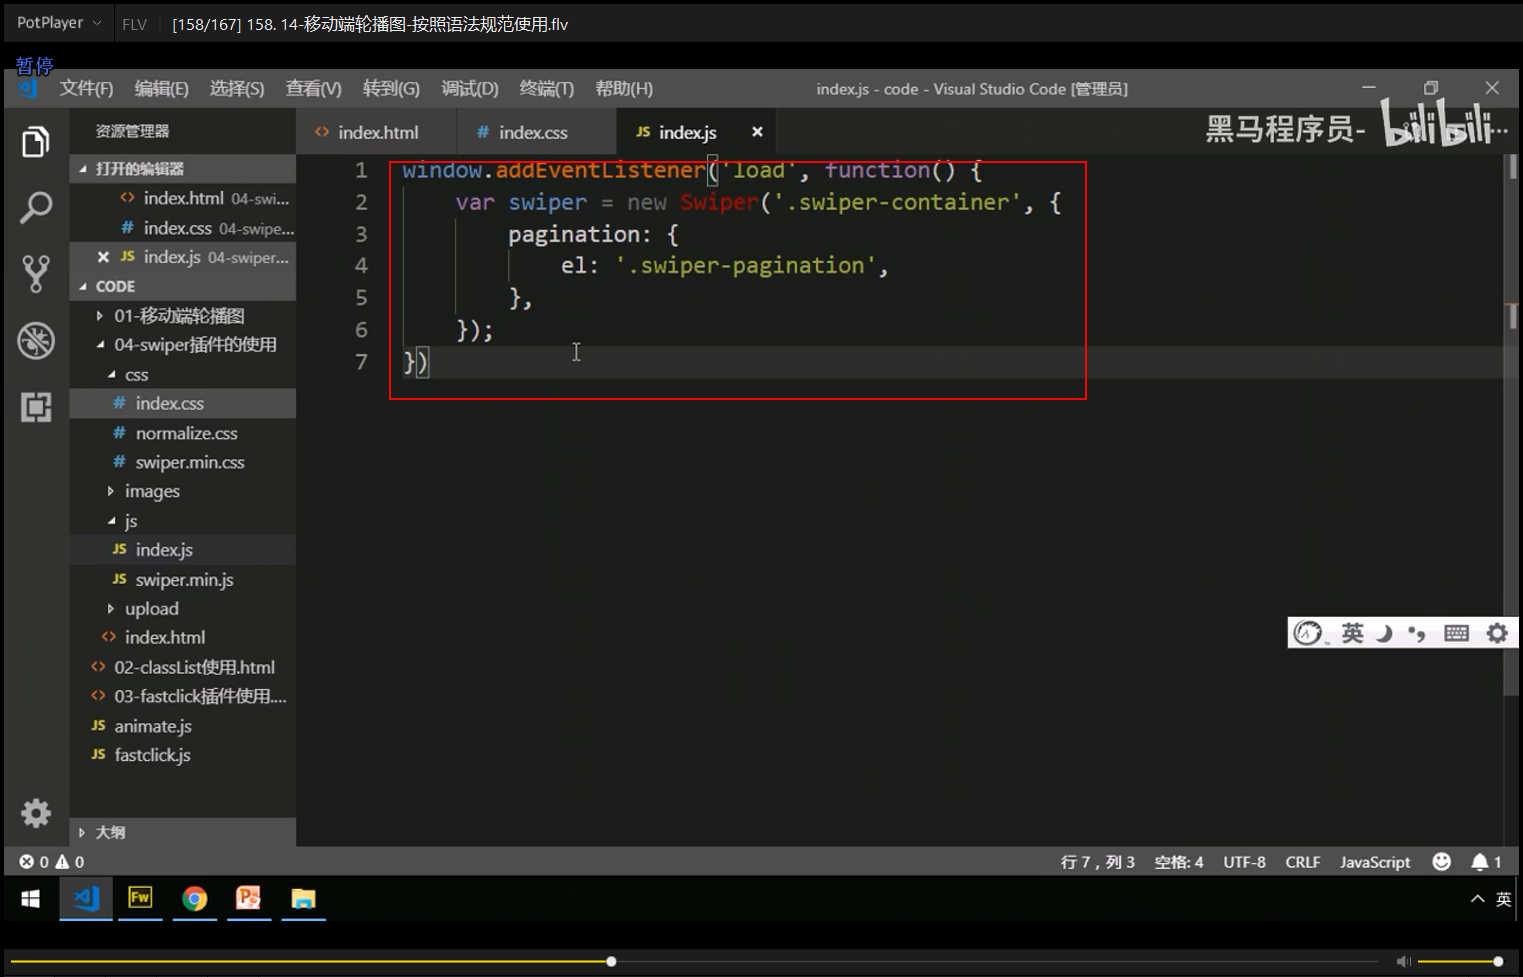 PotPlayer FLV [158/167] 158. 14-移动端轮播图-按照语法规范使用.flv
暂停
文件(F) 编辑(E) 选择(S) 查看(V) 转到(G) 调试(D) 终端(T) 帮助(H) index.js - code - Visual Studio Code [管理员]
资源管理器
index.html index.css JS index.js
黑马程序员- bilibili
打开的编辑器
index.html 04-swi...
index.css 04-swipe...
JS index.js 04-swiper...
CODE
01-移动端轮播图
04-swiper插件的使用
css
index.css
normalize.css
swiper.min.css
images
js
JS index.js
JS swiper.min.js
upload
index.html
02-classList使用.html
03-fastclick插件使用....
JS animate.js
JS fastclick.js
大纲
1 window.addEventListener('load', function() {
2 var swiper = new Swiper('.swiper-container', {
3 pagination: {
4 el: '.swiper-pagination',
5 },
6 });
7 })
英
0 0 行 7，列 3 空格: 4 UTF-8 CRLF JavaScript 1
Fw
英